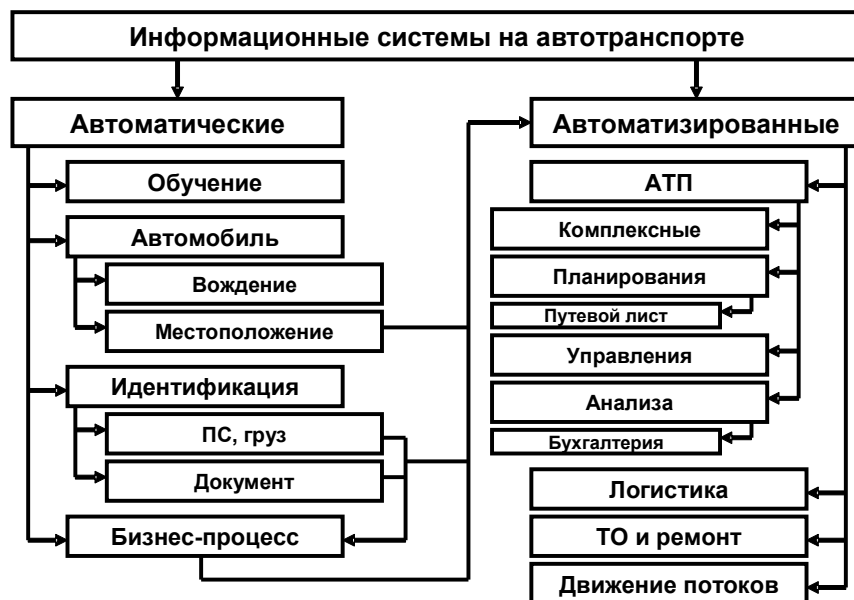 Информационные системы на автотранспорте
Автоматические
Обучение
Автомобиль
Вождение
Местоположение
Идентификация
ПС, груз
Документ
Бизнес-процесс
Автоматизированные
АТП
Комплексные
Планирования
Путевой лист
Управления
Анализа
Бухгалтерия
Логистика
ТО и ремонт
Движение потоков